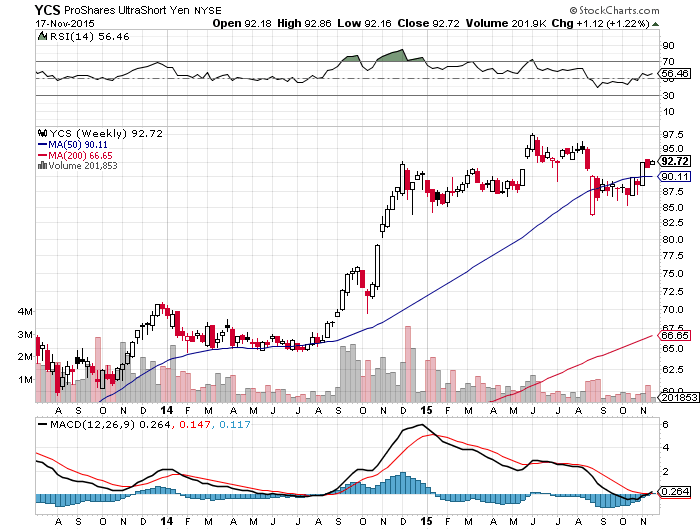 YCS ProShares UltraShort Yen NYSE © StockCharts.com
17-Nov-2015 Open 92.18 High 92.86 Low 92.16 Close 92.72 Volume 201.9K Chg +1.12 (+1.22%)
RSI(14) 56.46
90
70
56.46
50
30
10
YCS (Weekly) 92.72
MA(50) 90.11
MA(200) 66.65
Volume 201,853
97.5
95.0
92.72
90.11
87.5
85.0
82.5
80.0
77.5
75.0
72.5
4M 70.0
3M 67.5
66.65
2M 65.0
1M 62.5
60.0
201853
A S O N D 14 F M A M J J A S O N D 15 F M A M J J A S O N
MACD(12,26,9) 0.264, 0.147, 0.117
6
4
2
0.264
A S O N D 14 F M A M J J A S O N D 15 F M A M J J A S O N